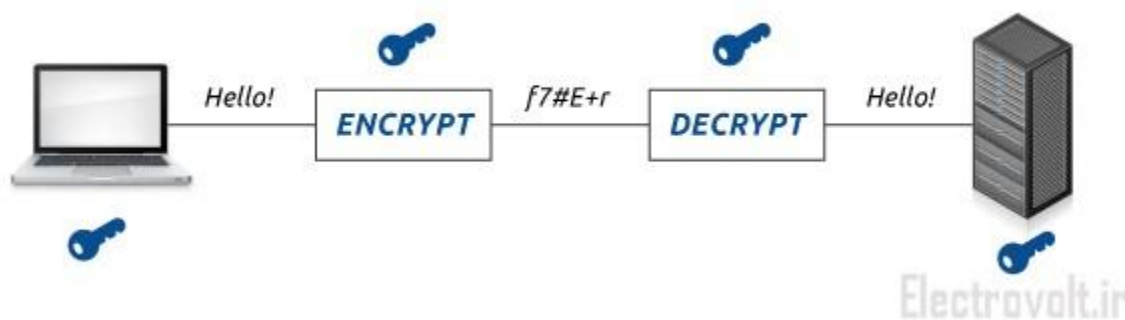 Hello!
ENCRYPT
f7#E+r
DECRYPT
Hello!
Electrovolt.ir